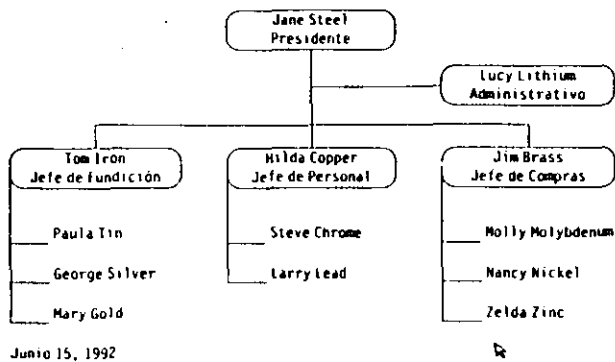 Jane Steel
Presidente
Lucy Lithium
Administrativo
Tom Iron
Jefe de Fundición
Hilda Copper
Jefe de Personal
Jim Brass
Jefe de Compras
Paula Tin
George Silver
Mary Gold
Steve Chrome
Larry Lead
Molly Molybdenum
Nancy Nickel
Zelda Zinc
Junio 15, 1992